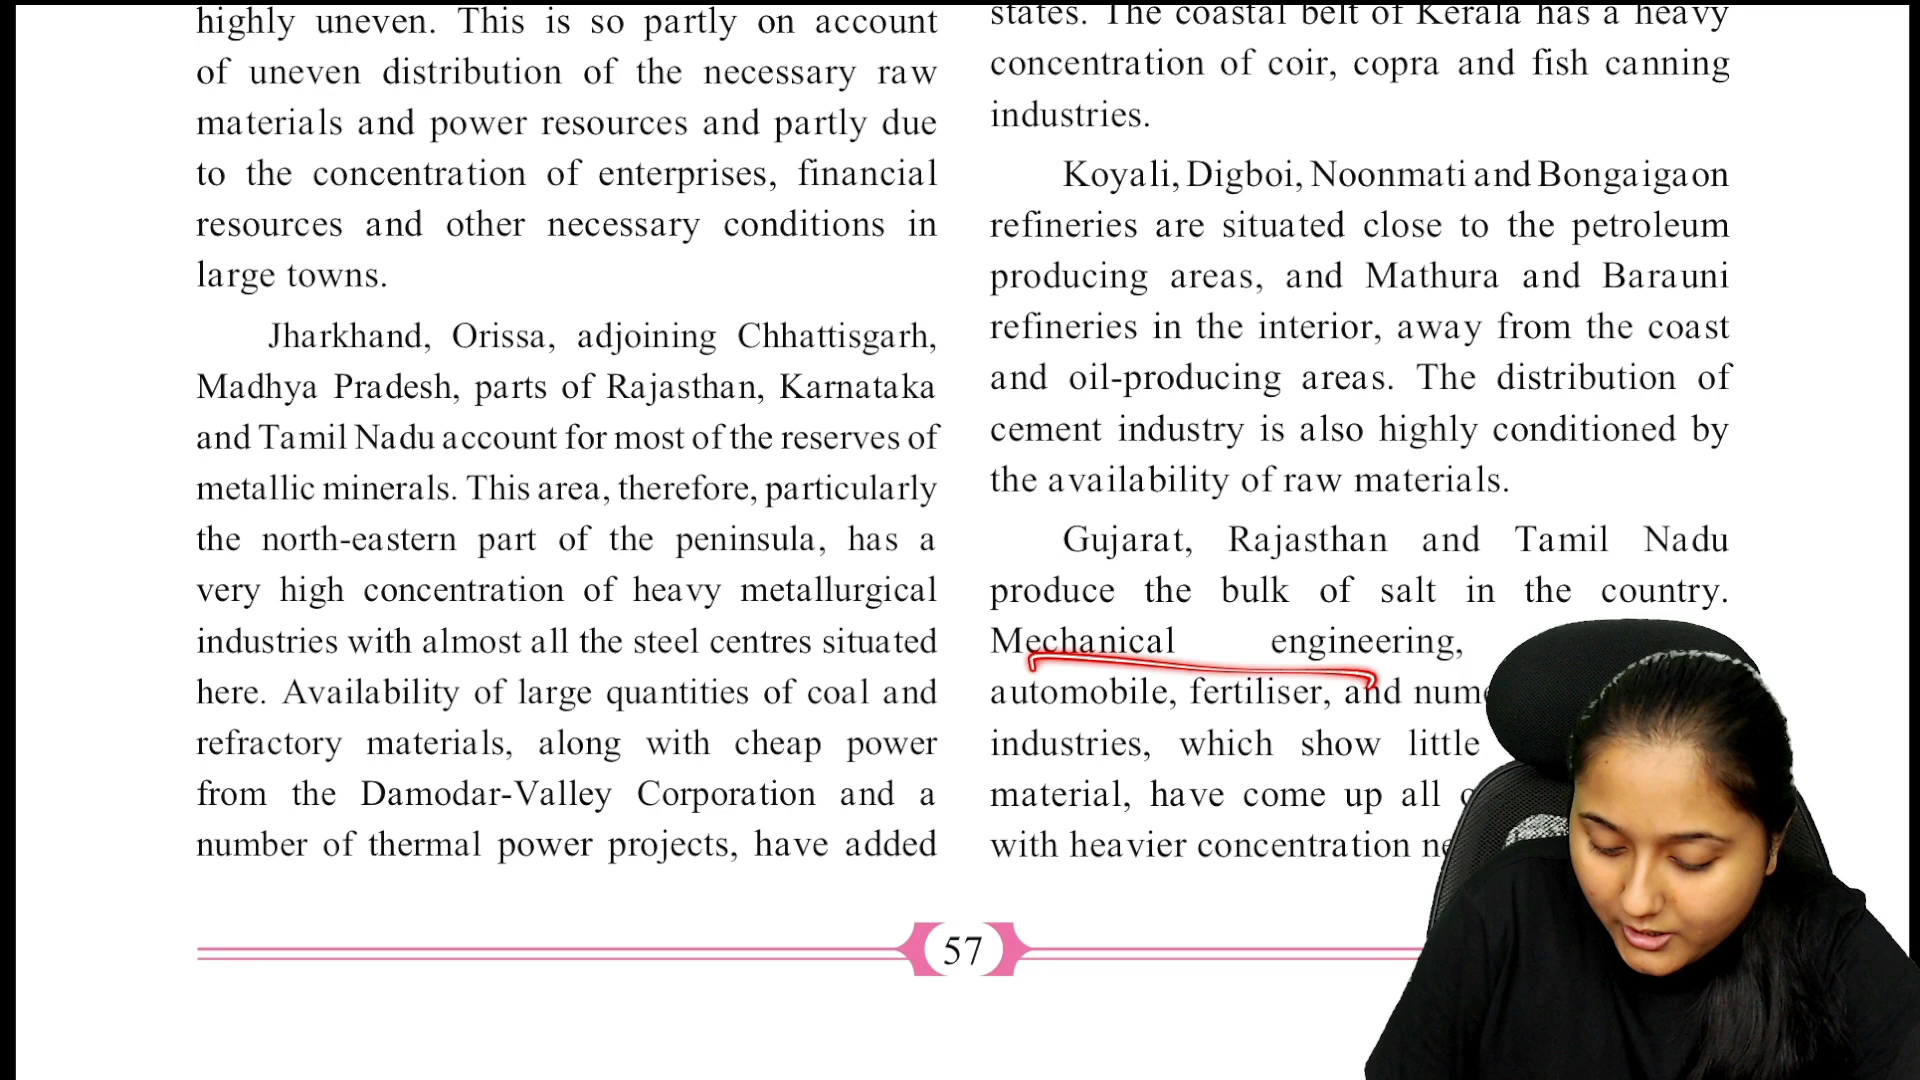 highly uneven. This is so partly on account
of uneven distribution of the necessary raw
materials and power resources and partly due
to the concentration of enterprises, financial
resources and other necessary conditions in
large towns.
Jharkhand, Orissa, adjoining Chhattisgarh,
Madhya Pradesh, parts of Rajasthan, Karnataka
and Tamil Nadu account for most of the reserves of
metallic minerals. This area, therefore, particularly
the north-eastern part of the peninsula, has a
very high concentration of heavy metallurgical
industries with almost all the steel centres situated
here. Availability of large quantities of coal and
refractory materials, along with cheap power
from the Damodar-Valley Corporation and a
number of thermal power projects, have added
states. The coastal belt of Kerala has a heavy
concentration of coir, copra and fish canning
industries.
Koyali, Digboi, Noonmati and Bongaigaon
refineries are situated close to the petroleum
producing areas, and Mathura and Barauni
refineries in the interior, away from the coast
and oil-producing areas. The distribution of
cement industry is also highly conditioned by
the availability of raw materials.
Gujarat, Rajasthan and Tamil Nadu
produce the bulk of salt in the country.
Mechanical engineering,
automobile, fertiliser, and
industries, which show little
material, have come up all
with heavier concentration
57